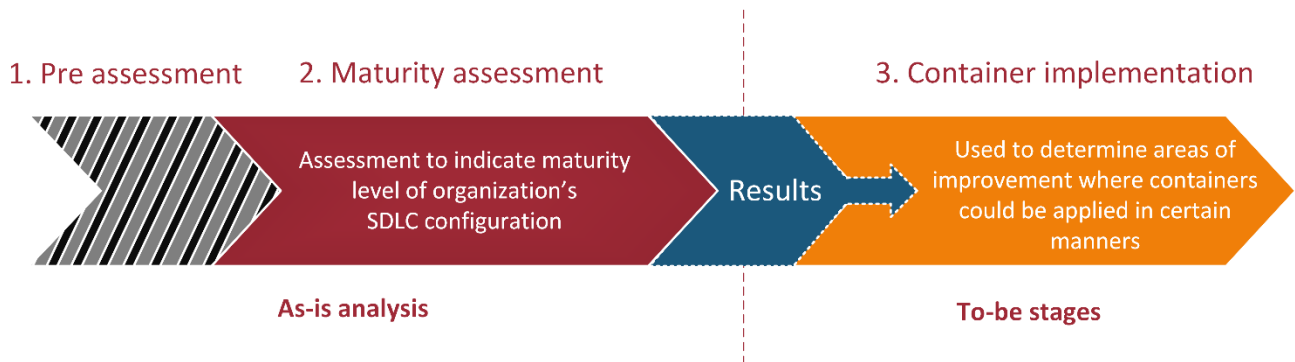 1. Pre assessment
2. Maturity assessment
3. Container implementation
Assessment to indicate maturity
level of organization’s
SDLC configuration
Results
Used to determine areas of
improvement where containers
could be applied in certain
manners
As-is analysis
To-be stages